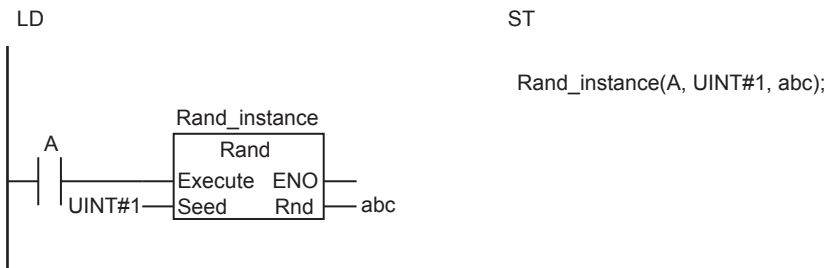 LD
ST
Rand_instance(A, UINT#1, abc);
Rand_instance
A
Rand
Execute ENO
UINT#1 Seed Rnd abc